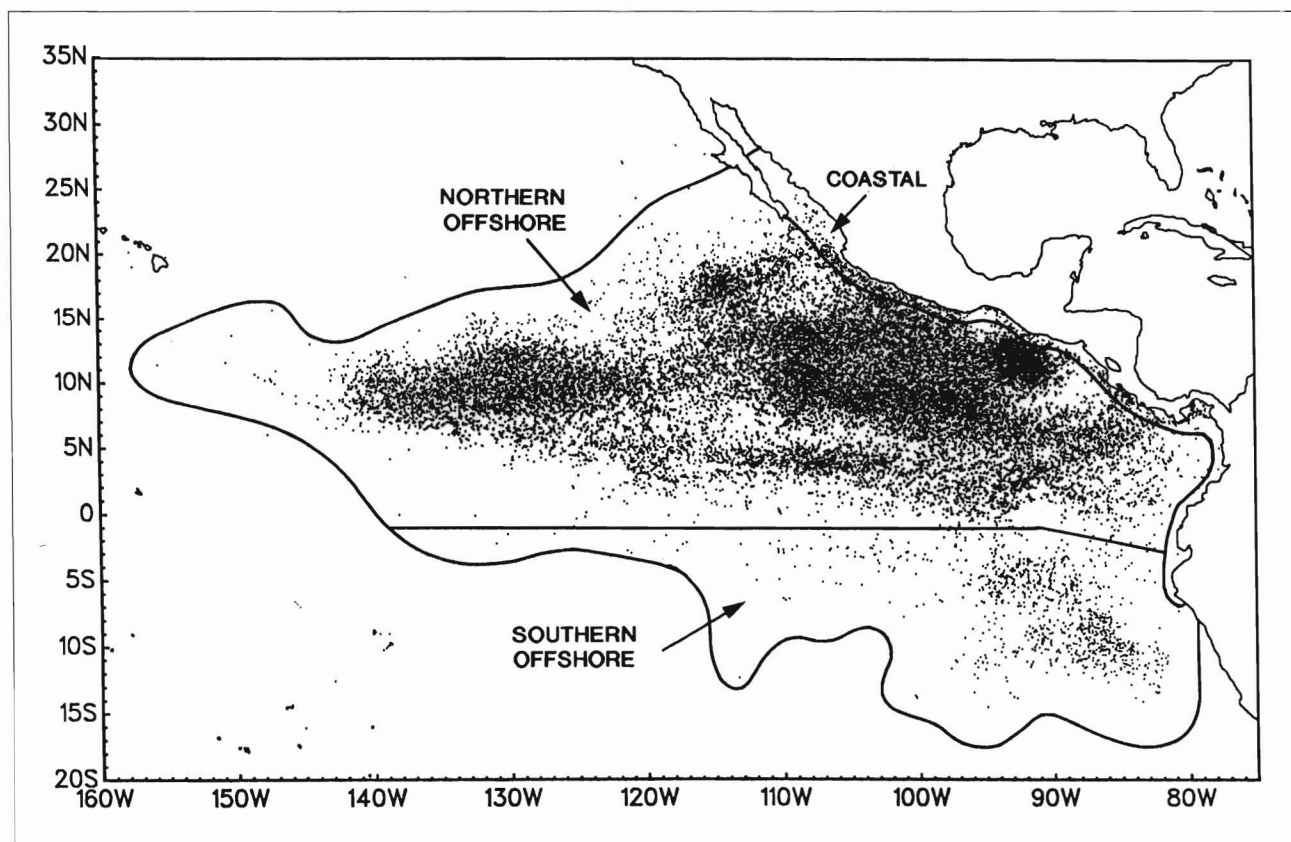 35N
30N
25N
20N
15N
10N
5N
0
5S
10S
15S
20S
160W 150W 140W 130W 120W 110W 100W 90W 80W
COASTAL
NORTHERN
OFFSHORE
SOUTHERN
OFFSHORE